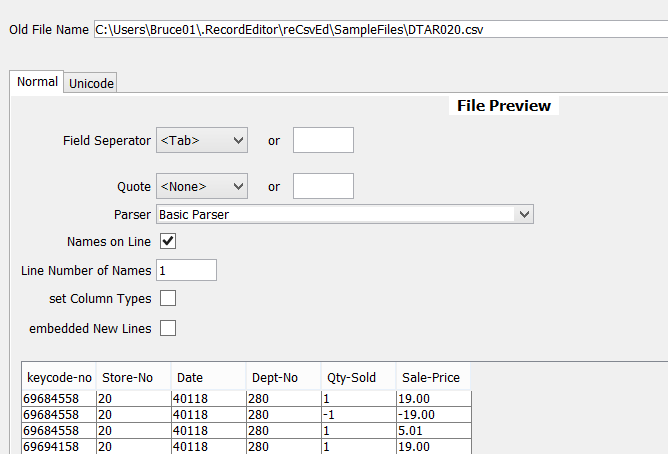 Old File Name C:\Users\Bruce01\.RecordEditor\reCsvEd\SampleFiles\DTAR020.csv
Normal Unicode
File Preview
Field Seperator <Tab> or
Quote <None> or
Parser Basic Parser
Names on Line
Line Number of Names 1
set Column Types
embedded New Lines
keycode-no Store-No Date Dept-No Qty-Sold Sale-Price
69684558 20 40118 280 1 19.00
69684558 20 40118 280 -1 -19.00
69684558 20 40118 280 1 5.01
69694158 20 40118 280 1 19.00